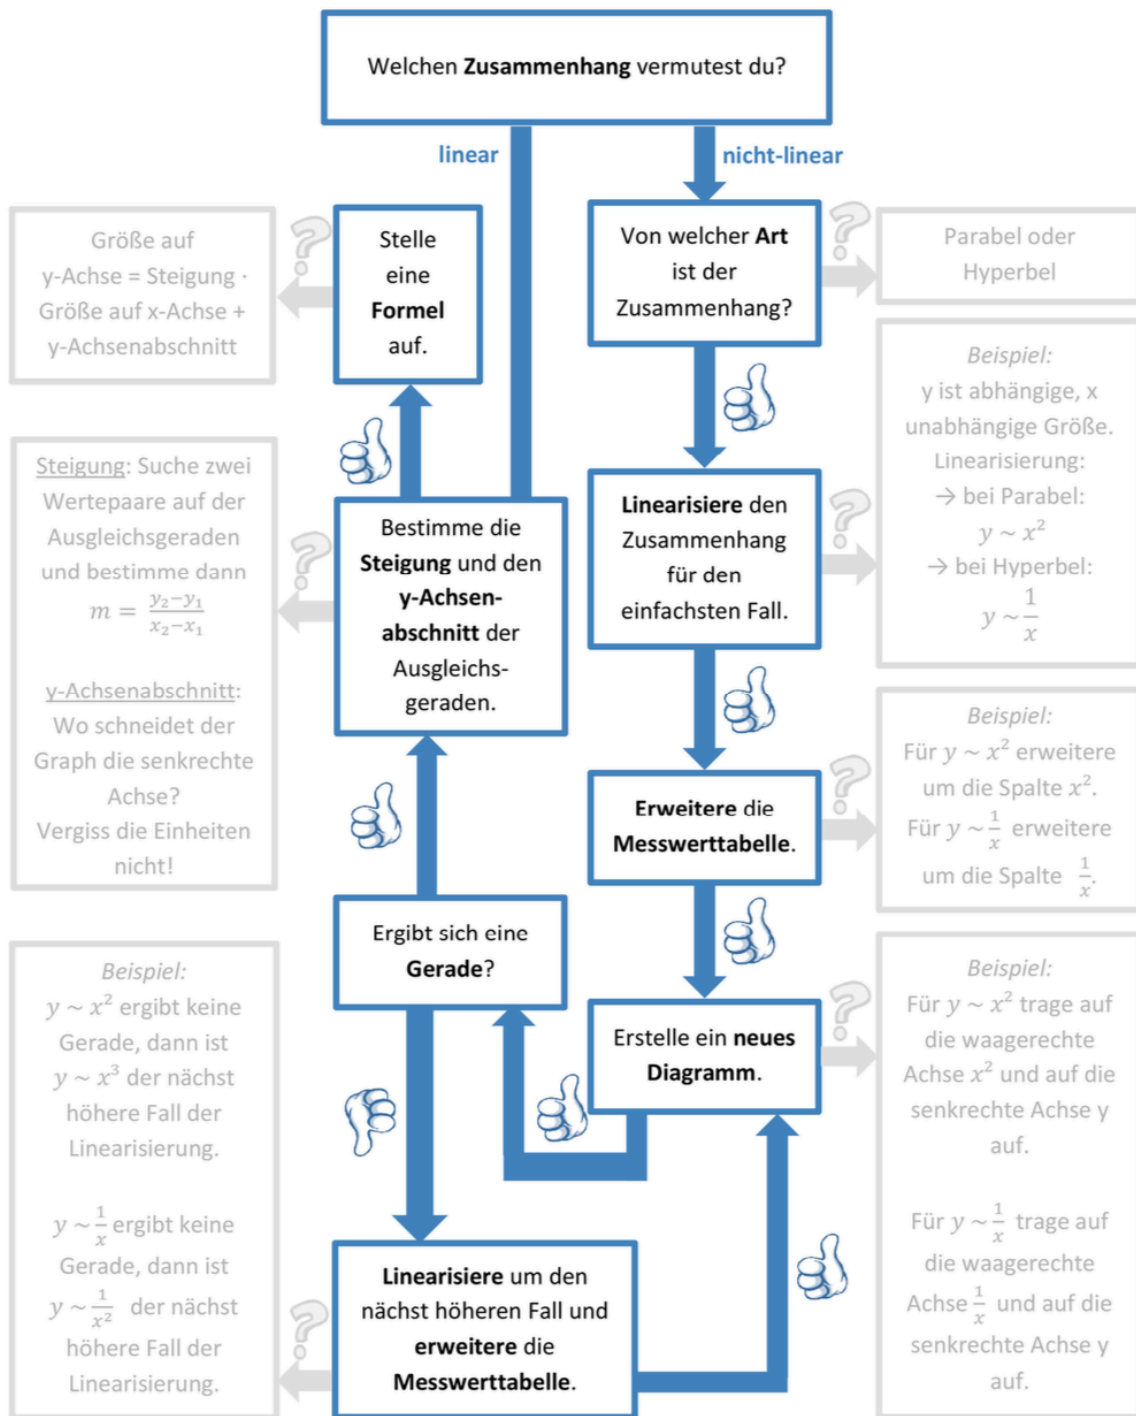 Welchen Zusammenhang vermutest du?
linear
nicht-linear
Größe auf
y-Achse = Steigung ·
Größe auf x-Achse +
y-Achsenabschnitt
?
Stelle
eine
Formel
auf.
Von welcher Art
ist der
Zusammenhang?
?
Parabel oder
Hyperbel
Steigung: Suche zwei
Wertepaare auf der
Ausgleichsgeraden
und bestimme dann
m = (y₂−y₁)/(x₂−x₁)
y-Achsenabschnitt:
Wo schneidet der
Graph die senkrechte
Achse?
Vergiss die Einheiten
nicht!
?
Bestimme die
Steigung und den
y-Achsen-
abschnitt der
Ausgleichs-
geraden.
Linearisiere den
Zusammenhang
für den
einfachsten Fall.
?
Beispiel:
y ist abhängige, x
unabhängige Größe.
Linearisierung:
→ bei Parabel:
y ~ x²
→ bei Hyperbel:
y ~ 1/x
Erweitere die
Messwerttabelle.
?
Beispiel:
Für y ~ x² erweitere
um die Spalte x².
Für y ~ 1/x erweitere
um die Spalte 1/x.
Ergibt sich eine
Gerade?
Erstelle ein neues
Diagramm.
?
Beispiel:
Für y ~ x² trage auf
die waagerechte
Achse x² und auf die
senkrechte Achse y
auf.
Für y ~ 1/x trage auf
die waagerechte
Achse 1/x und auf die
senkrechte Achse y
auf.
Beispiel:
y ~ x² ergibt keine
Gerade, dann ist
y ~ x³ der nächst
höhere Fall der
Linearisierung.
y ~ 1/x ergibt keine
Gerade, dann ist
y ~ 1/x² der nächst
höhere Fall der
Linearisierung.
?
Linearisiere um den
nächst höheren Fall und
erweitere die
Messwerttabelle.